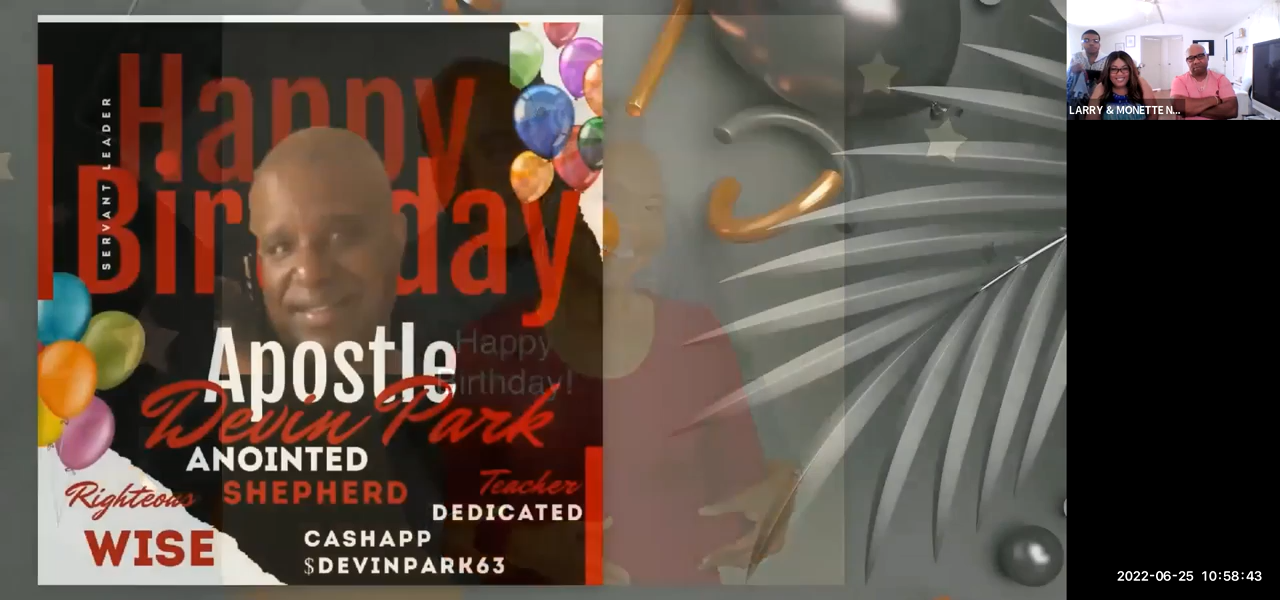 SERVANT LEADER
Happy
Birthday
Apostle
Devin Park
Happy
Birthday!
ANOINTED
Righteous
SHEPHERD
Teacher
DEDICATED
WISE
CASHAPP
$DEVINPARK63
LARRY & MONETTE N...
2022-06-25 10:58:43